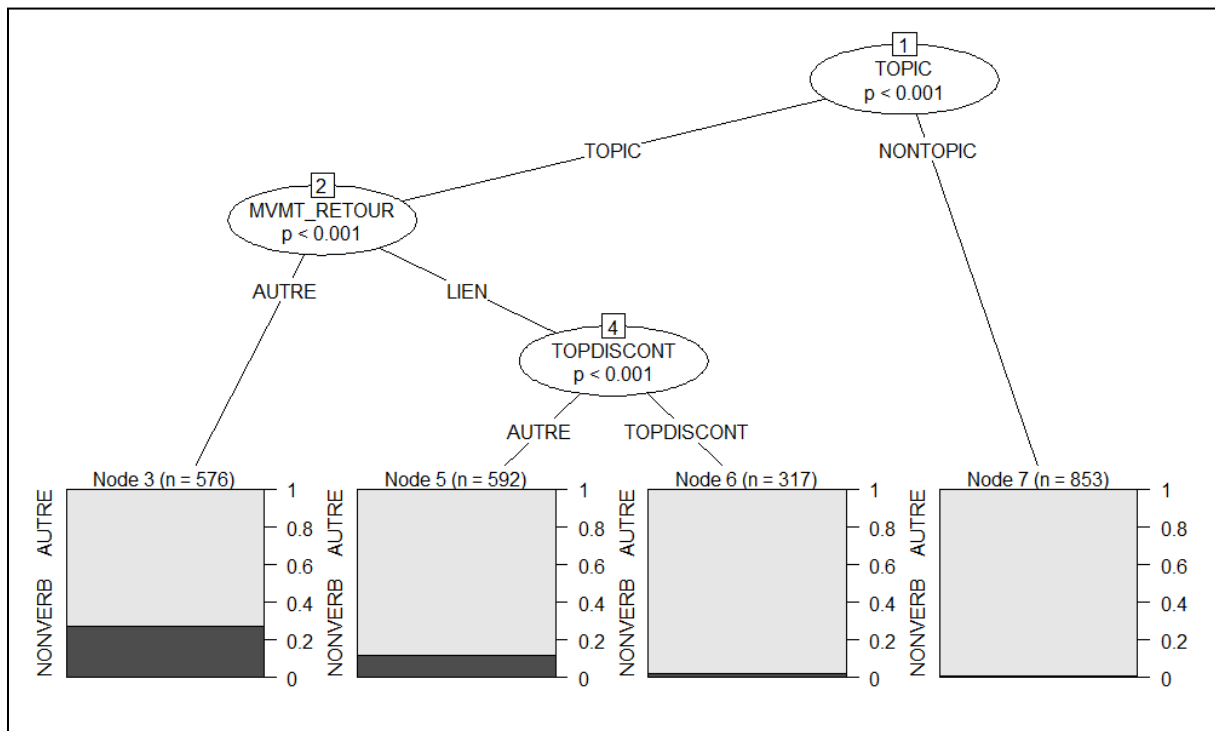 1
TOPIC
p < 0.001
TOPIC
NONTOPIC
2
MVMT_RETOUR
p < 0.001
AUTRE
LIEN
4
TOPDISCONT
p < 0.001
AUTRE
TOPDISCONT
Node 3 (n = 576)
NONVERB AUTRE
1
0.8
0.6
0.4
0.2
0
Node 5 (n = 592)
NONVERB AUTRE
1
0.8
0.6
0.4
0.2
0
Node 6 (n = 317)
NONVERB AUTRE
1
0.8
0.6
0.4
0.2
0
Node 7 (n = 853)
NONVERB AUTRE
1
0.8
0.6
0.4
0.2
0